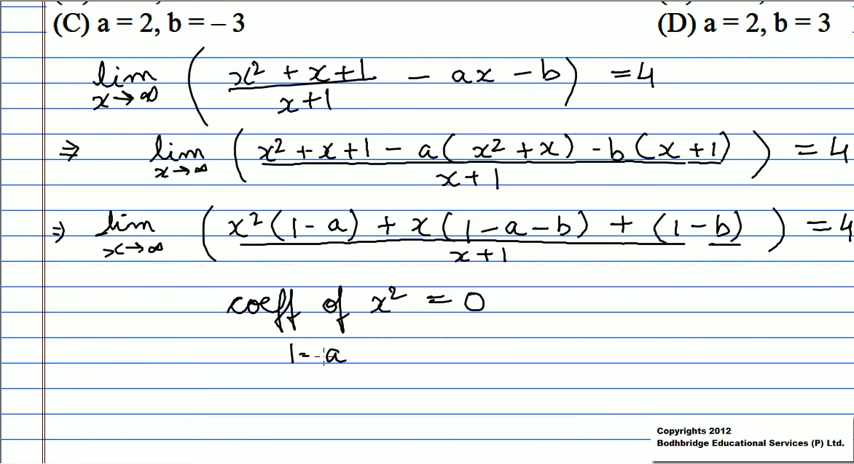 (C) a = 2, b = – 3
(D) a = 2, b = 3
lim x→∞ ( (x² + x + 1)/(x+1) − ax − b ) = 4
⇒ lim x→∞ ( (x² + x + 1 − a(x² + x) − b(x+1))/(x+1) ) = 4
⇒ lim x→∞ ( (x²(1−a) + x(1−a−b) + (1−b))/(x+1) ) = 4
coeff of x² = 0
1 = a
Copyrights 2012
Bodhbridge Educational Services (P) Ltd.